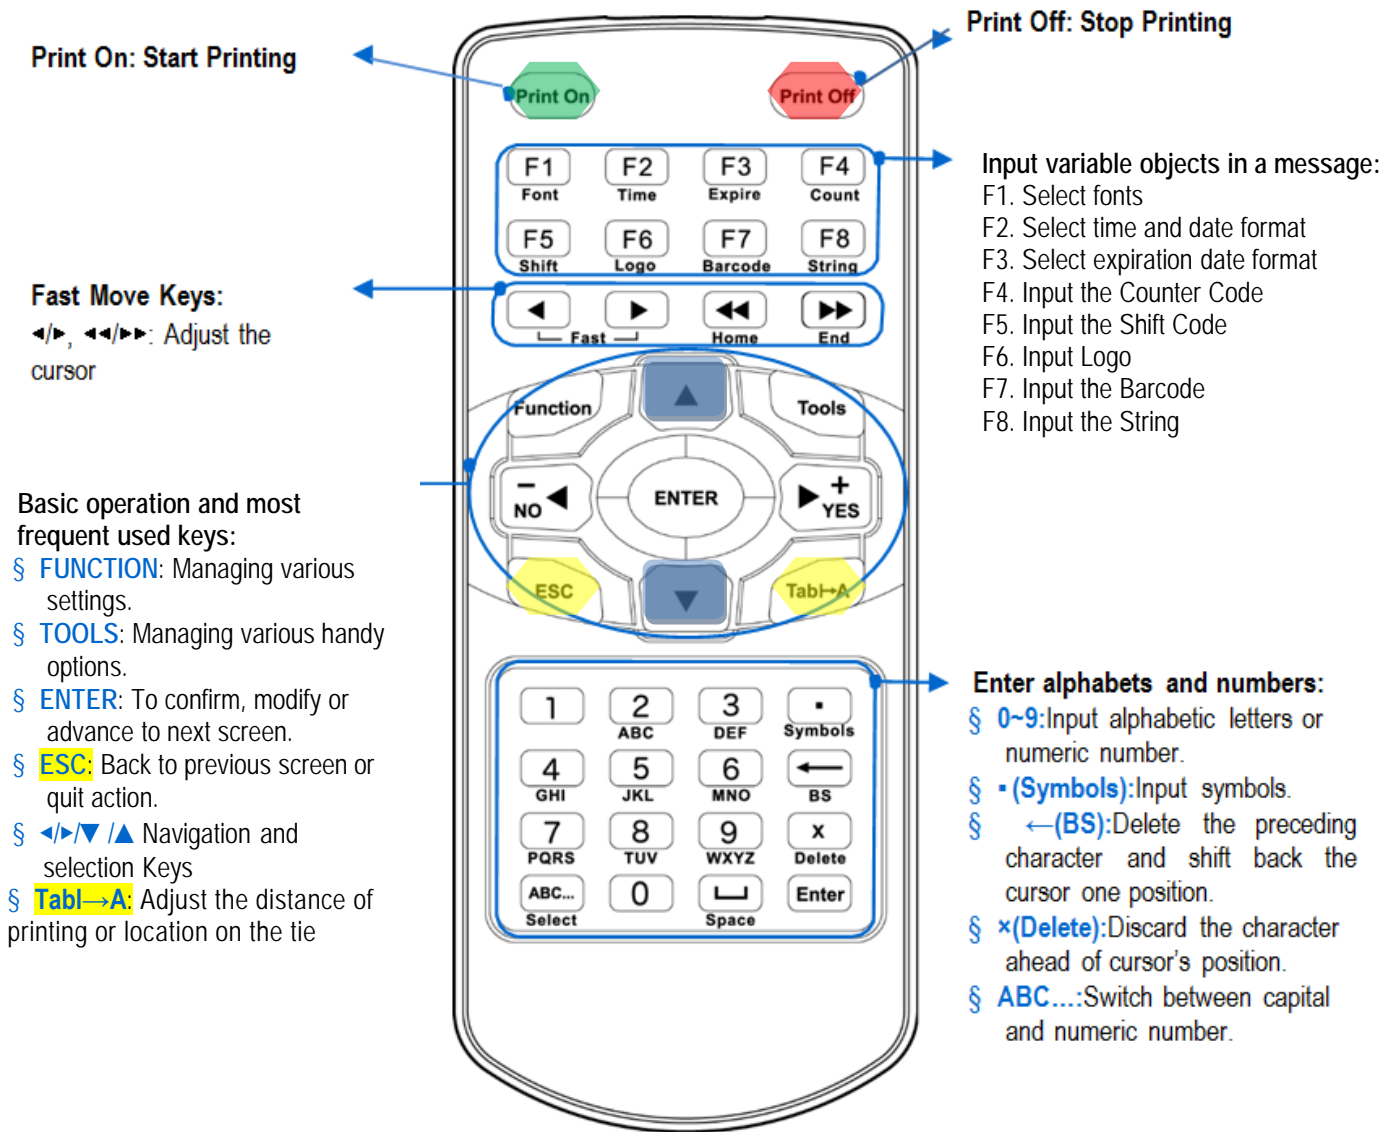 Print On: Start Printing
Print Off: Stop Printing
Print On
Print Off
F1
F2
F3
F4
Font
Time
Expire
Count
F5
F6
F7
F8
Shift
Logo
Barcode
String
Input variable objects in a message:
F1. Select fonts
F2. Select time and date format
F3. Select expiration date format
F4. Input the Counter Code
F5. Input the Shift Code
F6. Input Logo
F7. Input the Barcode
F8. Input the String
Fast Move Keys:
◄/►, ◄◄/►►: Adjust the
cursor
◄
►
◄◄
►►
Fast
Home
End
Function
▲
Tools
− NO ◄
ENTER
► + YES
ESC
▼
Tab↦A
Basic operation and most
frequent used keys:
§ FUNCTION: Managing various
settings.
§ TOOLS: Managing various handy
options.
§ ENTER: To confirm, modify or
advance to next screen.
§ ESC: Back to previous screen or
quit action.
§ ◄/►/▼ /▲ Navigation and
selection Keys
§ Tabl→A: Adjust the distance of
printing or location on the tie
1
2
3
▪
ABC
DEF
Symbols
4
5
6
←
GHI
JKL
MNO
BS
7
8
9
x
PQRS
TUV
WXYZ
Delete
ABC...
0
Enter
Select
Space
Enter alphabets and numbers:
§ 0~9:Input alphabetic letters or
numeric number.
§ ▪ (Symbols):Input symbols.
§ ←(BS):Delete the preceding
character and shift back the
cursor one position.
§ ×(Delete):Discard the character
ahead of cursor's position.
§ ABC...:Switch between capital
and numeric number.